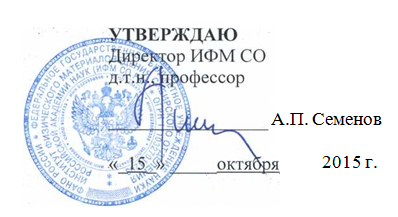 УТВЕРЖДАЮ
Директор ИФМ СО
д.т.н., профессор
А.П. Семенов
« 15 » октября 2015 г.